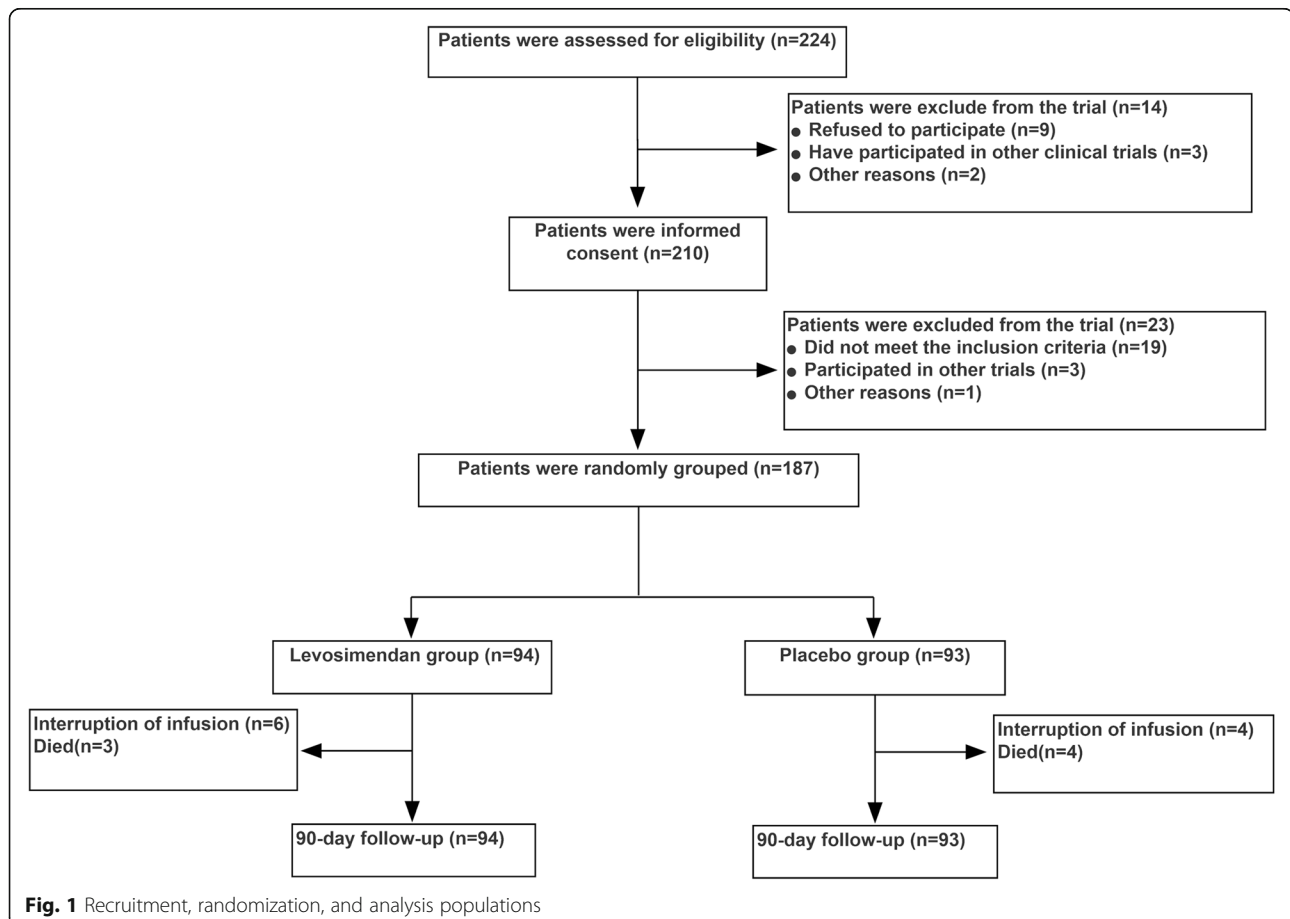 Patients were assessed for eligibility (n=224)
Patients were exclude from the trial (n=14)
● Refused to participate (n=9)
● Have participated in other clinical trials (n=3)
● Other reasons (n=2)
Patients were informed
consent (n=210)
Patients were excluded from the trial (n=23)
● Did not meet the inclusion criteria (n=19)
● Participated in other trials (n=3)
● Other reasons (n=1)
Patients were randomly grouped (n=187)
Levosimendan group (n=94)
Placebo group (n=93)
Interruption of infusion (n=6)
Died(n=3)
Interruption of infusion (n=4)
Died(n=4)
90-day follow-up (n=94)
90-day follow-up (n=93)
Fig. 1 Recruitment, randomization, and analysis populations